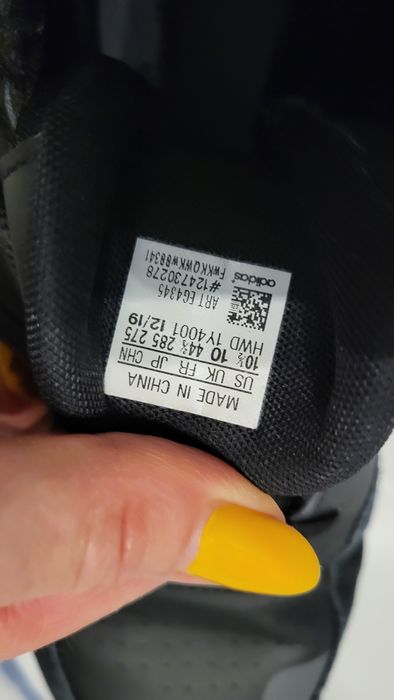 MADE IN CHINA
US UK FR JP CHN
10½ 10 44⅔ 285 275
HWD 1Y4001 12/19
ART EG4345
#124730278
adidas